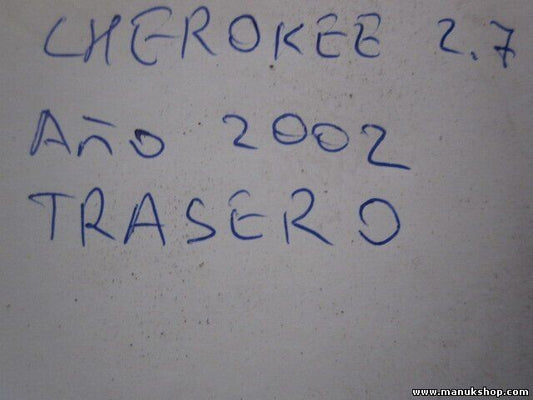 CHEROKEE 2.7
AÑO 2002
TRASERO
www.manukshop.com